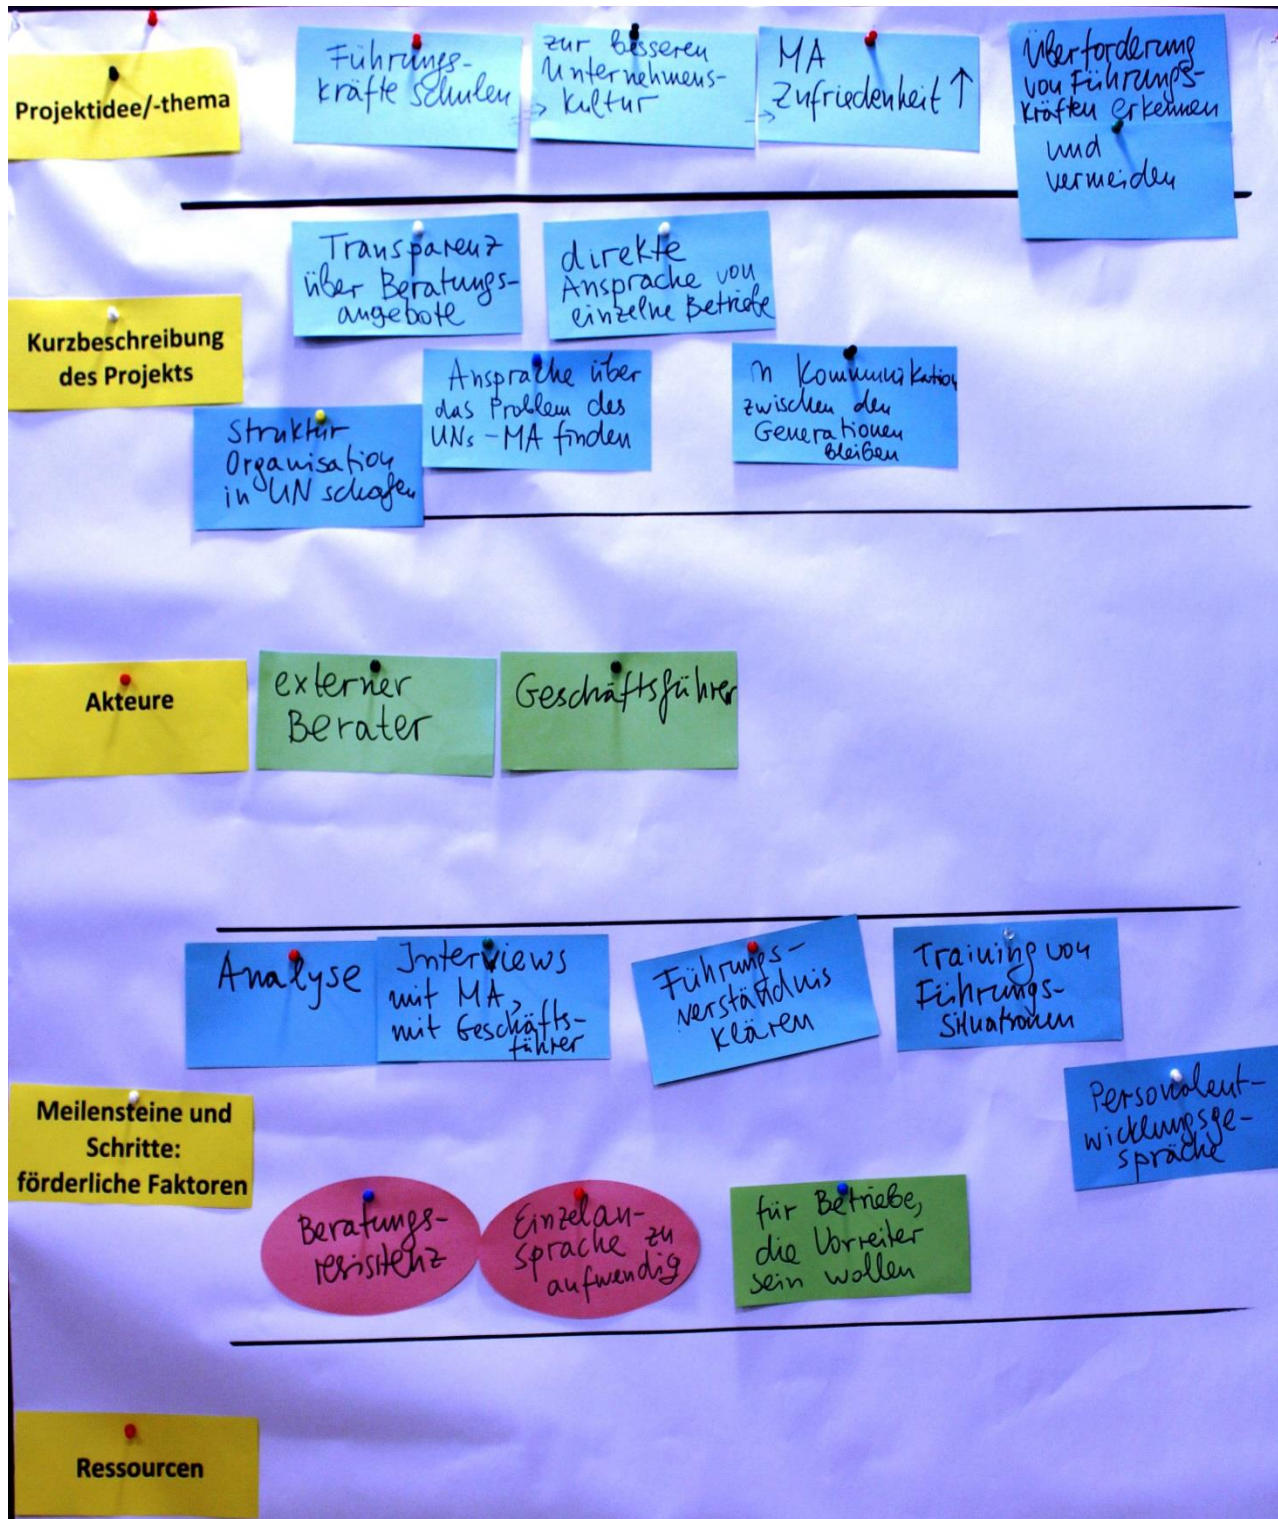 Projektidee/-thema
Führungs-
kräfte schulen
=>
zur besseren
Unternehmens-
kultur
->
MA
Zufriedenheit ↑
Überforderung
von Führungs-
kräften erkennen
und
vermeiden
Kurzbeschreibung
des Projekts
Transparenz
über Beratungs-
angebote
direkte
Ansprache von
einzelne Betriebe
Struktur
Organisation
in UN schafen
Ansprache über
das Problem des
UNs - MA finden
in Kommunikation
zwischen den
Generationen
bleiben
Akteure
externer
Berater
Geschäftsführer
Meilensteine und
Schritte:
förderliche Faktoren
Analyse
Interviews
mit MA,
mit Geschäfts-
führer
Führungs-
verständnis
klären
Training von
Führungs-
situationen
Personalent-
wicklungsge-
spräche
Beratungs-
resistenz
Einzelan-
sprache zu
aufwendig
für Betriebe,
die Vorreiter
sein wollen
Ressourcen